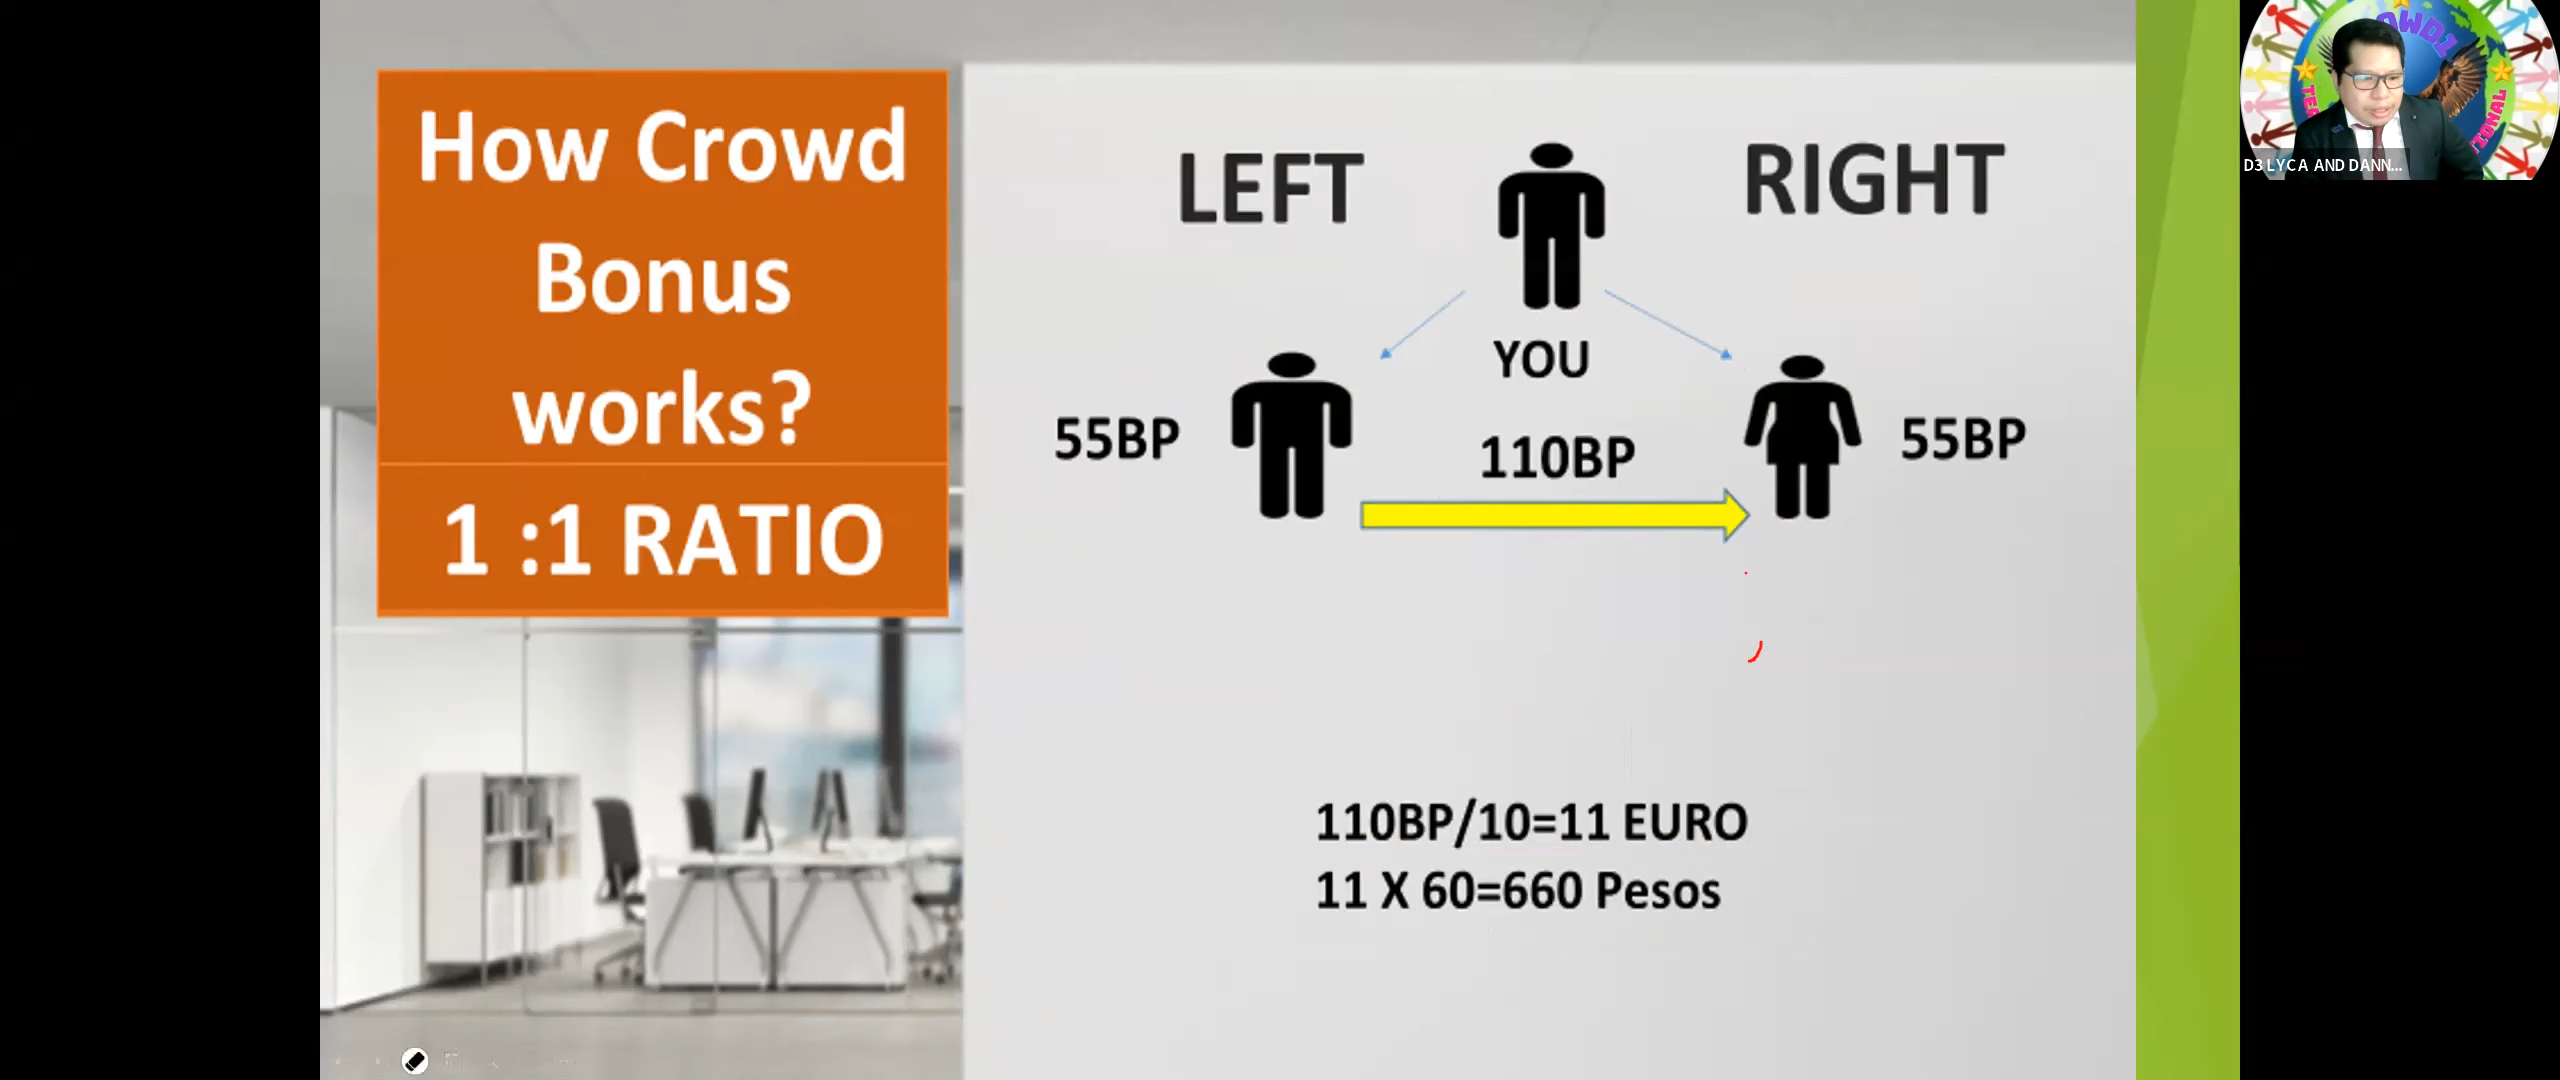 How Crowd
Bonus
works?
1 :1 RATIO
LEFT
RIGHT
YOU
55BP
110BP
55BP
110BP/10=11 EURO
11 X 60=660 Pesos
D3 LYCA AND DANN...